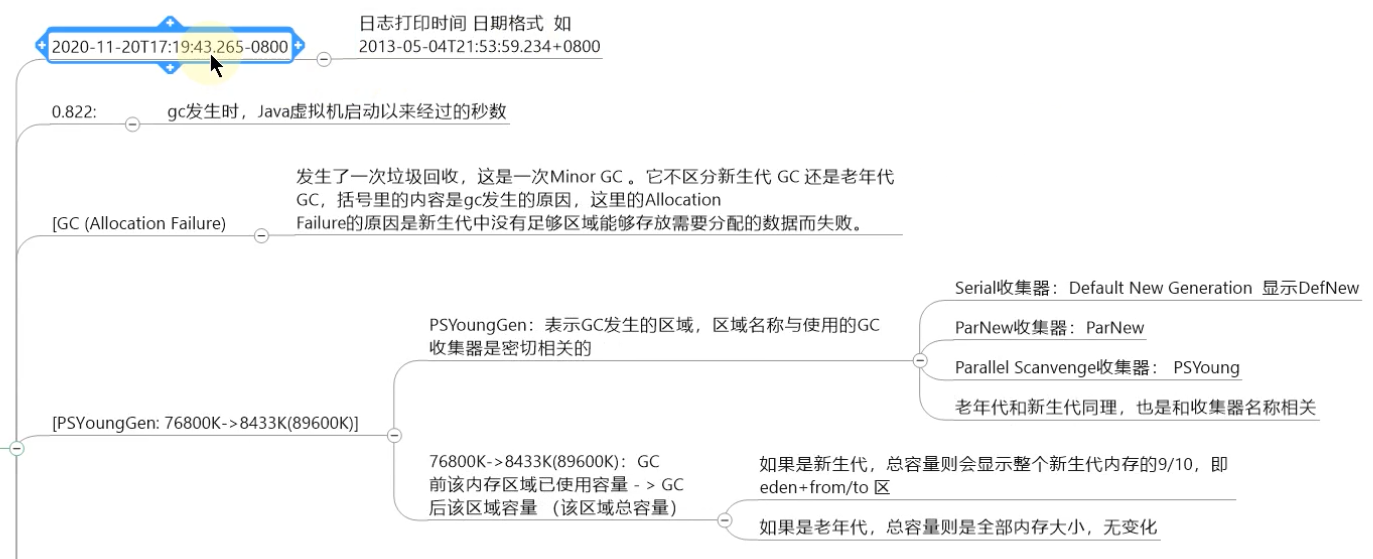 2020-11-20T17:19:43.265-0800
日志打印时间 日期格式 如
2013-05-04T21:53:59.234+0800
0.822:
gc发生时，Java虚拟机启动以来经过的秒数
[GC (Allocation Failure)
发生了一次垃圾回收，这是一次Minor GC 。它不区分新生代 GC 还是老年代
GC，括号里的内容是gc发生的原因，这里的Allocation
Failure的原因是新生代中没有足够区域能够存放需要分配的数据而失败。
[PSYoungGen: 76800K->8433K(89600K)]
PSYoungGen：表示GC发生的区域，区域名称与使用的GC
收集器是密切相关的
Serial收集器：Default New Generation 显示DefNew
ParNew收集器：ParNew
Parallel Scanvenge收集器： PSYoung
老年代和新生代同理，也是和收集器名称相关
76800K->8433K(89600K)：GC
前该内存区域已使用容量 - > GC
后该区域容量 （该区域总容量）
如果是新生代，总容量则会显示整个新生代内存的9/10，即
eden+from/to 区
如果是老年代，总容量则是全部内存大小，无变化